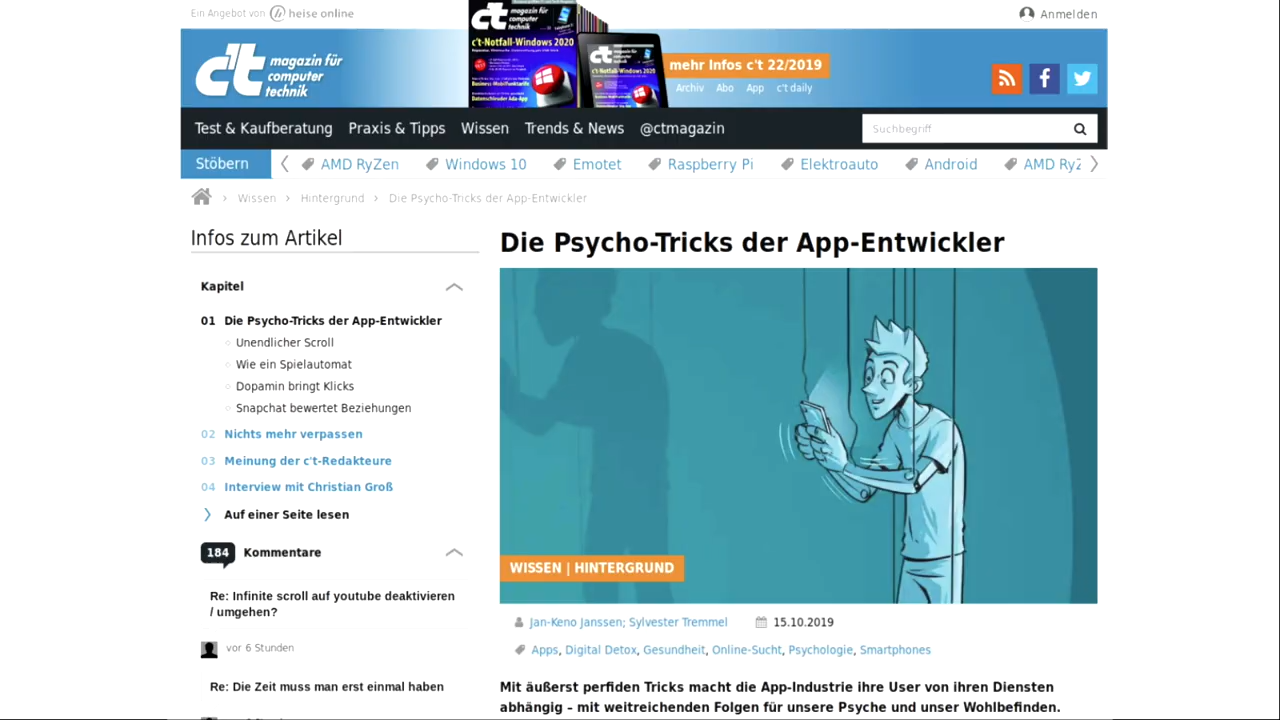 Ein Angebot von heise online
Anmelden
c't magazin für computer technik
c't magazin für computer technik
c't-Notfall-Windows 2020
mehr Infos c't 22/2019
Archiv Abo App c't daily
Test & Kaufberatung Praxis & Tipps Wissen Trends & News @ctmagazin
Suchbegriff
Stöbern AMD RyZen Windows 10 Emotet Raspberry Pi Elektroauto Android AMD RyZ
Wissen › Hintergrund › Die Psycho-Tricks der App-Entwickler
Infos zum Artikel
Kapitel
01 Die Psycho-Tricks der App-Entwickler
Unendlicher Scroll
Wie ein Spielautomat
Dopamin bringt Klicks
Snapchat bewertet Beziehungen
02 Nichts mehr verpassen
03 Meinung der c't-Redakteure
04 Interview mit Christian Groß
Auf einer Seite lesen
184 Kommentare
Re: Infinite scroll auf youtube deaktivieren
/ umgehen?
vor 6 Stunden
Re: Die Zeit muss man erst einmal haben
Die Psycho-Tricks der App-Entwickler
WISSEN | HINTERGRUND
Jan-Keno Janssen; Sylvester Tremmel 15.10.2019
Apps, Digital Detox, Gesundheit, Online-Sucht, Psychologie, Smartphones
Mit äußerst perfiden Tricks macht die App-Industrie ihre User von ihren Diensten
abhängig – mit weitreichenden Folgen für unsere Psyche und unser Wohlbefinden.